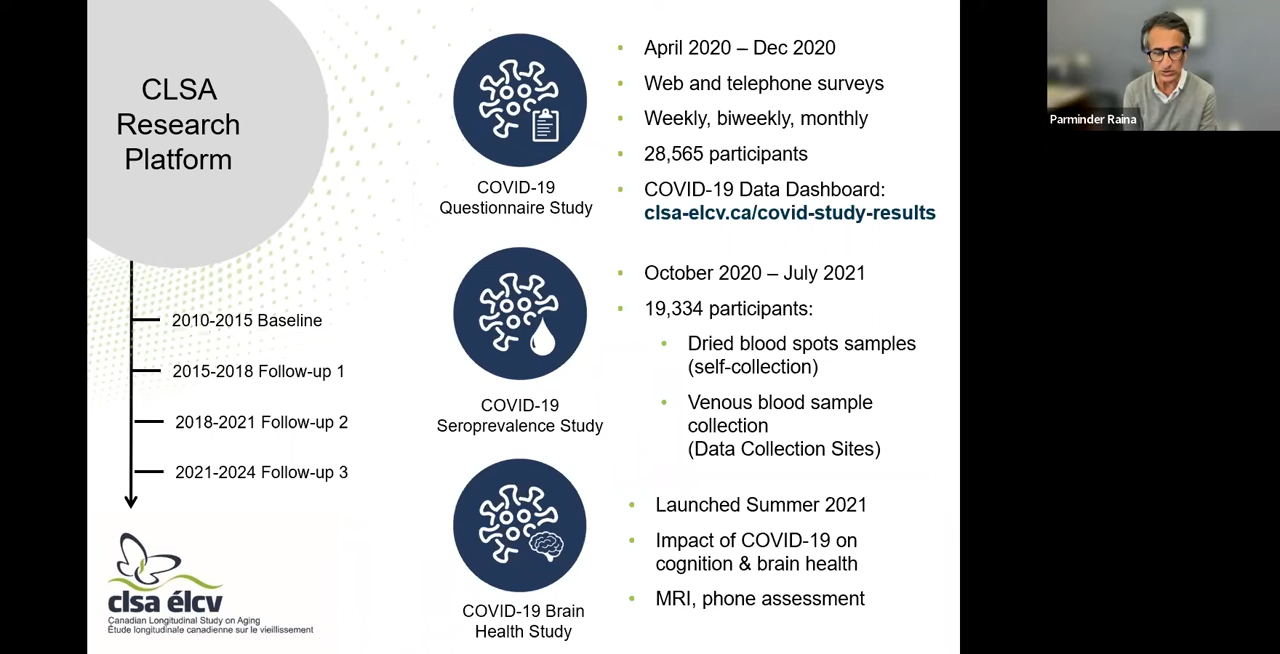 CLSA
Research
Platform
2010-2015 Baseline
2015-2018 Follow-up 1
2018-2021 Follow-up 2
2021-2024 Follow-up 3
clsa élcv
Canadian Longitudinal Study on Aging
Étude longitudinale canadienne sur le vieillissement
COVID-19
Questionnaire Study
• April 2020 – Dec 2020
• Web and telephone surveys
• Weekly, biweekly, monthly
• 28,565 participants
• COVID-19 Data Dashboard:
clsa-elcv.ca/covid-study-results
COVID-19
Seroprevalence Study
• October 2020 – July 2021
• 19,334 participants:
• Dried blood spots samples
(self-collection)
• Venous blood sample
collection
(Data Collection Sites)
COVID-19 Brain
Health Study
• Launched Summer 2021
• Impact of COVID-19 on
cognition & brain health
• MRI, phone assessment
Parminder Raina